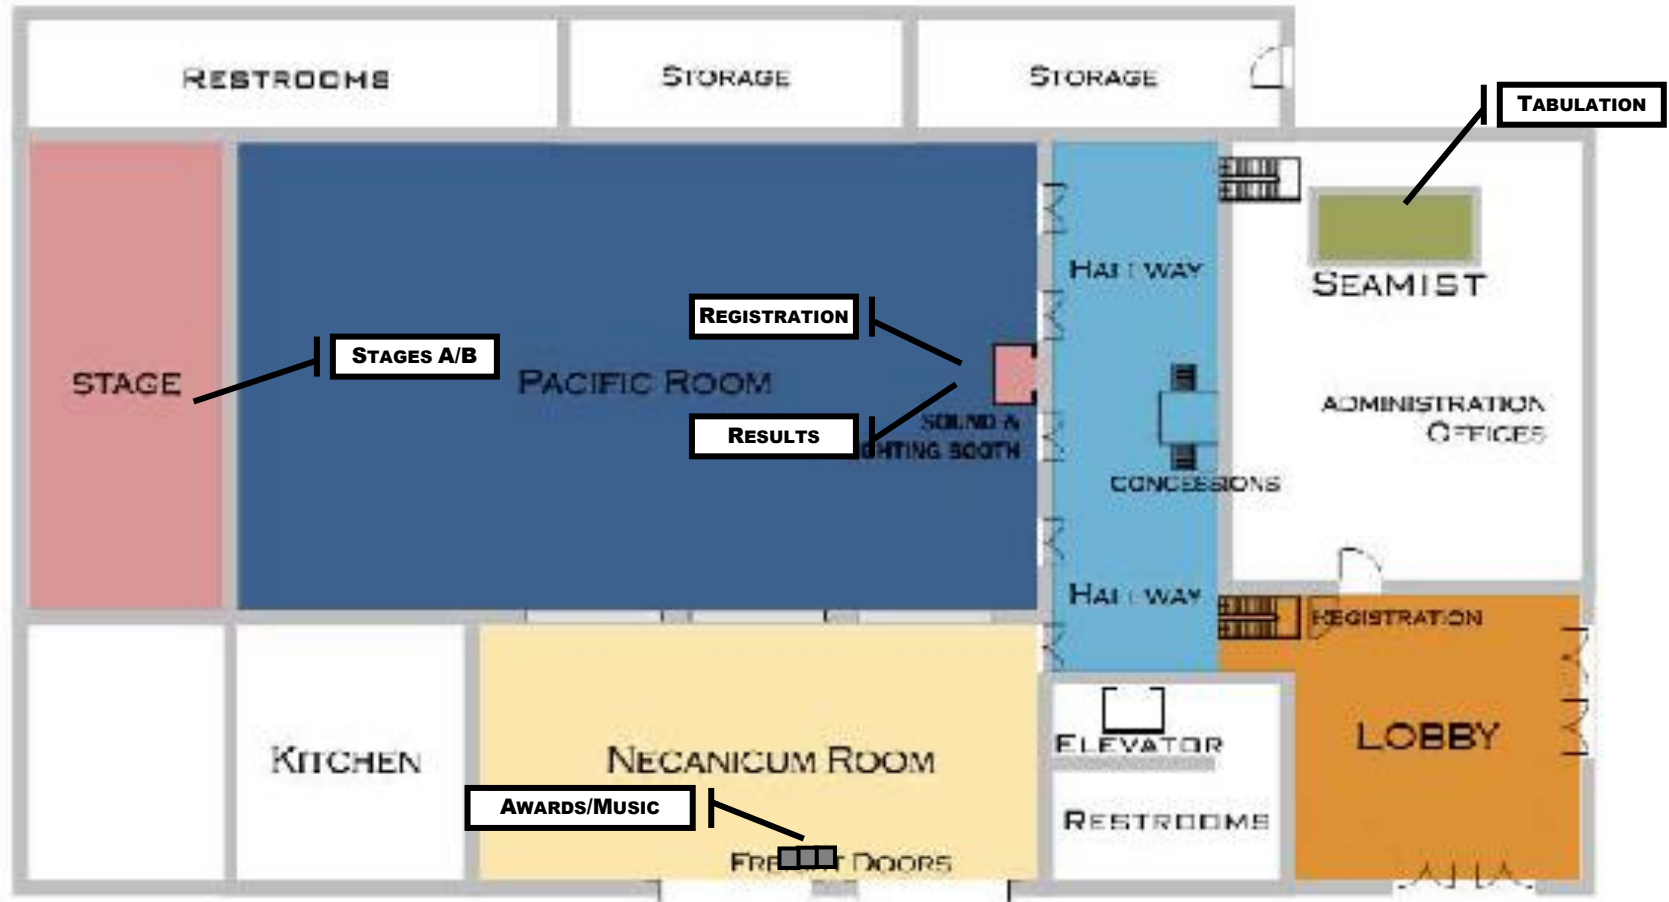 RESTROOMS
STORAGE
STORAGE
TABULATION
HALLWAY
SEAMIST
REGISTRATION
STAGES A/B
STAGE
PACIFIC ROOM
ADMINISTRATION
OFFICES
RESULTS
SOUND &
BOOTH
CONCESSIONS
HALLWAY
REGISTRATION
LOBBY
ELEVATOR
KITCHEN
NECANICUM ROOM
AWARDS/MUSIC
RESTROOMS
DOORS